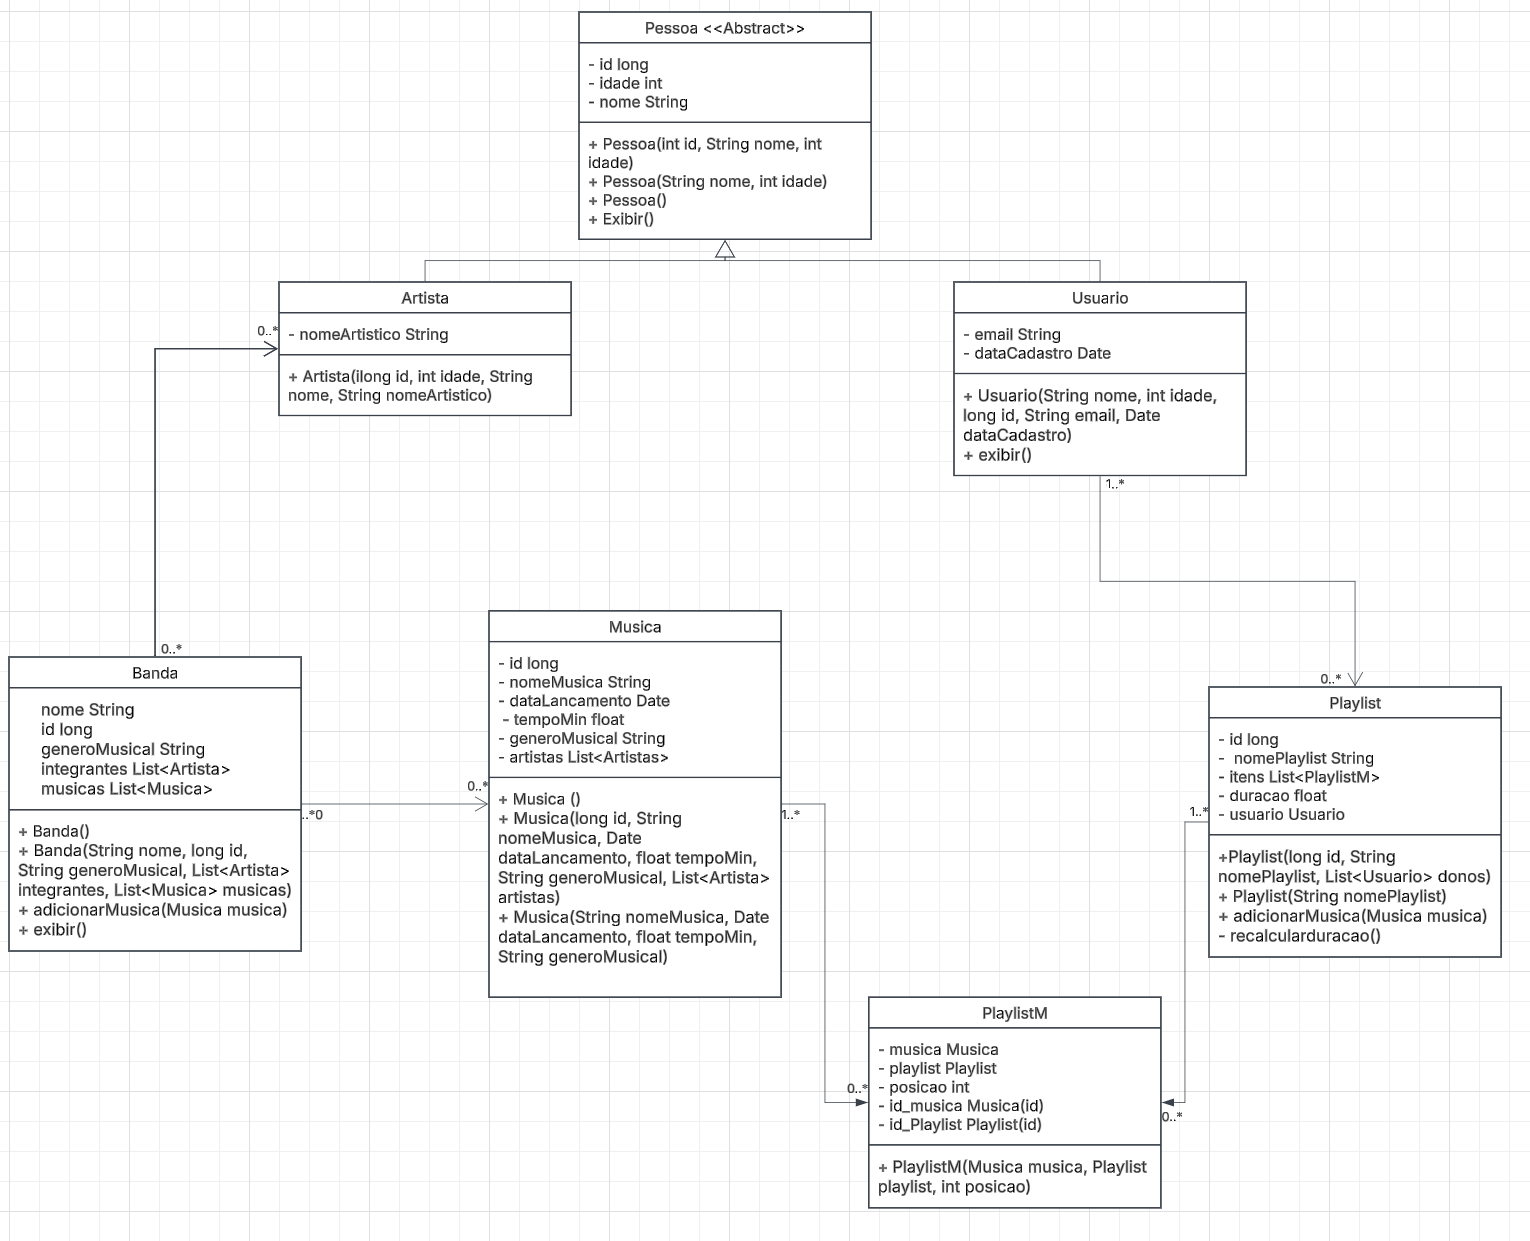 Pessoa <<Abstract>>
- id long
- idade int
- nome String
+ Pessoa(int id, String nome, int
idade)
+ Pessoa(String nome, int idade)
+ Pessoa()
+ Exibir()
Artista
- nomeArtistico String
+ Artista(ilong id, int idade, String
nome, String nomeArtistico)
0..*
Usuario
- email String
- dataCadastro Date
+ Usuario(String nome, int idade,
long id, String email, Date
dataCadastro)
+ exibir()
1..*
0..*
Banda
nome String
id long
generoMusical String
integrantes List<Artista>
musicas List<Musica>
+ Banda()
+ Banda(String nome, long id,
String generoMusical, List<Artista>
integrantes, List<Musica> musicas)
+ adicionarMusica(Musica musica)
+ exibir()
..*0
0..*
Musica
- id long
- nomeMusica String
- dataLancamento Date
- tempoMin float
- generoMusical String
- artistas List<Artistas>
+ Musica ()
+ Musica(long id, String
nomeMusica, Date
dataLancamento, float tempoMin,
String generoMusical, List<Artista>
artistas)
+ Musica(String nomeMusica, Date
dataLancamento, float tempoMin,
String generoMusical)
1..*
0..*
Playlist
- id long
- nomePlaylist String
- itens List<PlaylistM>
- duracao float
- usuario Usuario
+Playlist(long id, String
nomePlaylist, List<Usuario> donos)
+ Playlist(String nomePlaylist)
+ adicionarMusica(Musica musica)
- recalcularduracao()
1..*
PlaylistM
- musica Musica
- playlist Playlist
- posicao int
- id_musica Musica(id)
- id_Playlist Playlist(id)
+ PlaylistM(Musica musica, Playlist
playlist, int posicao)
0..*
0..*